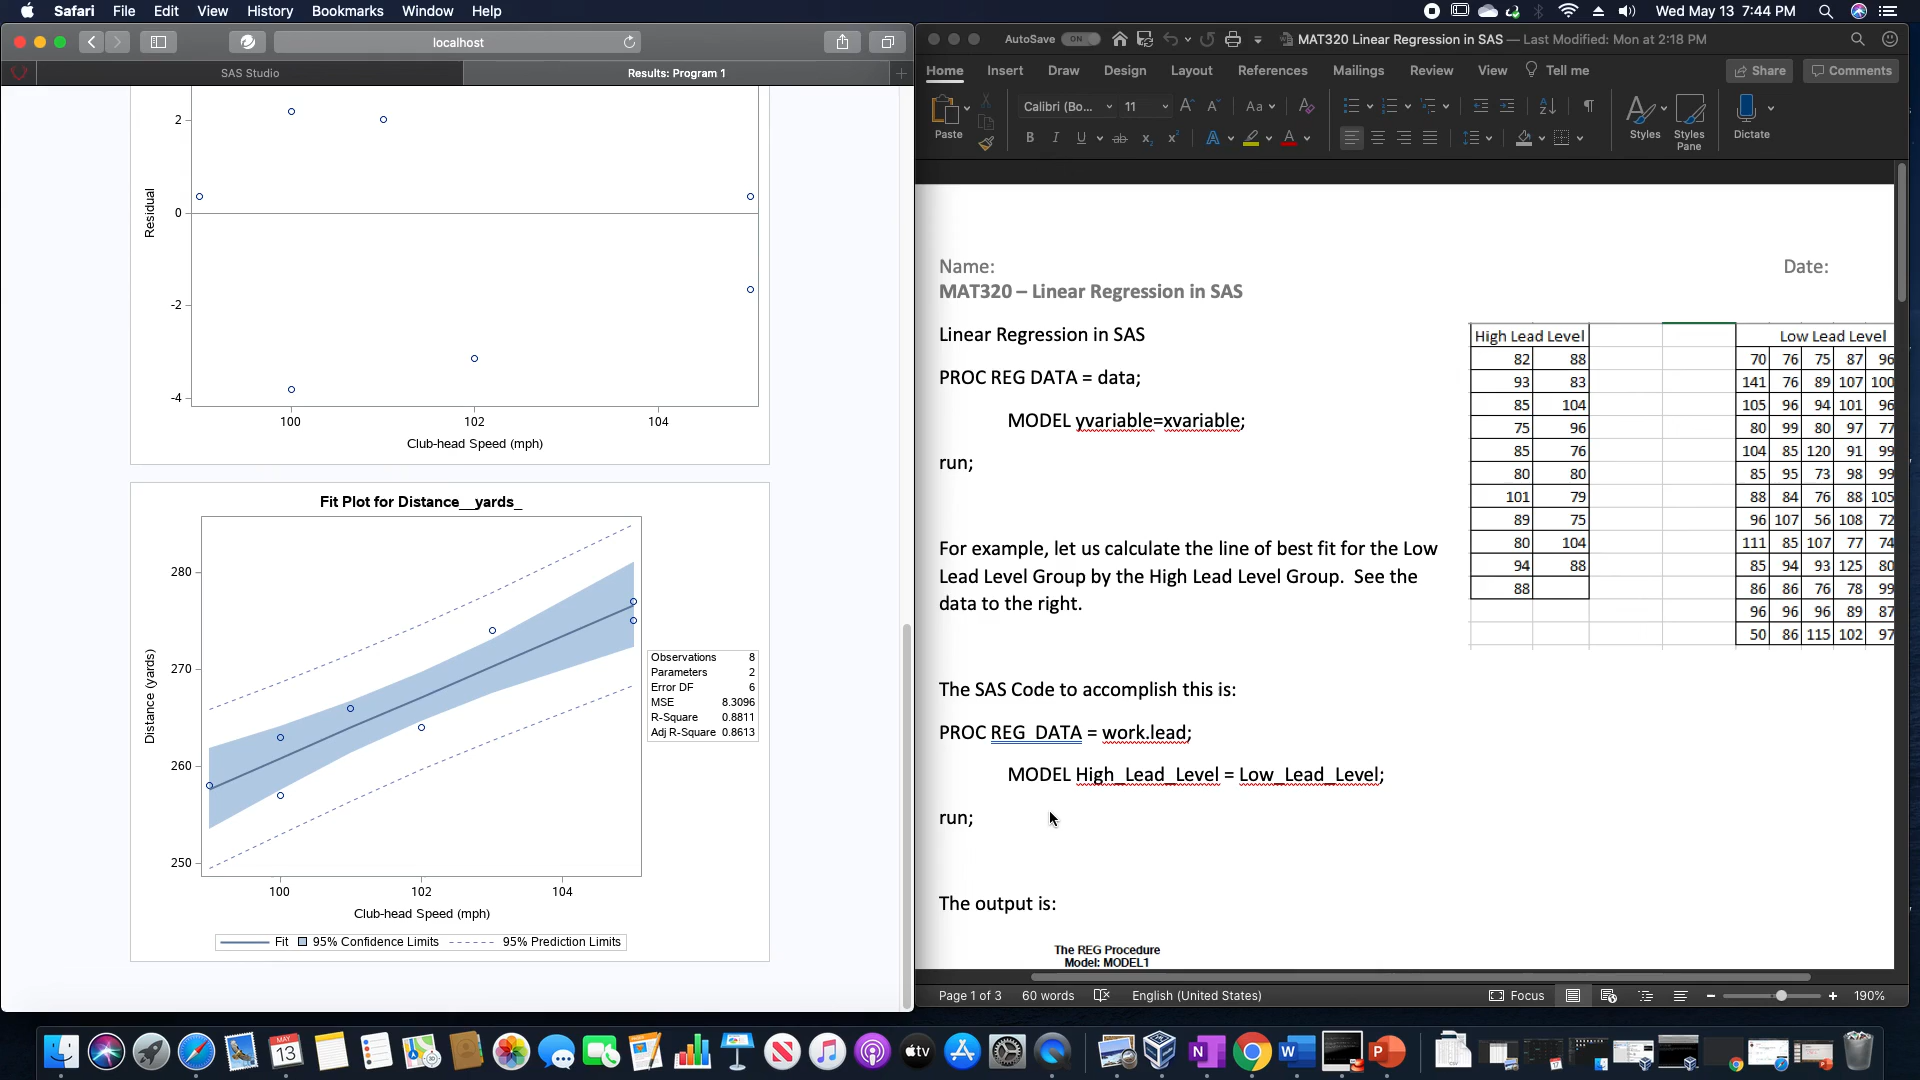 Safari File Edit View History Bookmarks Window Help
Wed May 13 7:44 PM
localhost
SAS Studio
Results: Program 1
2
0
-2
-4
Residual
100 102 104
Club-head Speed (mph)
Fit Plot for Distance__yards_
280
270
260
250
Distance (yards)
Observations 8
Parameters 2
Error DF 6
MSE 8.3096
R-Square 0.8811
Adj R-Square 0.8613
100 102 104
Club-head Speed (mph)
Fit 95% Confidence Limits 95% Prediction Limits
AutoSave ON MAT320 Linear Regression in SAS — Last Modified: Mon at 2:18 PM
Home Insert Draw Design Layout References Mailings Review View Tell me Share Comments
Paste
Calibri (Bo... 11
Aa
B I U ab x₂ x²
Styles
Styles Pane
Dictate
Name: Date:
MAT320 – Linear Regression in SAS
Linear Regression in SAS
PROC REG DATA = data;
MODEL yvariable=xvariable;
run;
For example, let us calculate the line of best fit for the Low
Lead Level Group by the High Lead Level Group. See the
data to the right.
The SAS Code to accomplish this is:
PROC REG DATA = work.lead;
MODEL High_Lead_Level = Low_Lead_Level;
run;
The output is:
The REG Procedure
Model: MODEL1
High Lead Level
82 88
93 83
85 104
75 96
85 76
80 80
101 79
89 75
80 104
94 88
88
Low Lead Level
70 76 75 87 96
141 76 89 107 100
105 96 94 101 96
80 99 80 97 77
104 85 120 91 99
85 95 73 98 99
88 84 76 88 105
96 107 56 108 72
111 85 107 77 74
85 94 93 125 80
86 86 76 78 99
96 96 96 89 87
50 86 115 102 97
Page 1 of 3 60 words English (United States) Focus 190%
MAY
13
tv
N
W
P